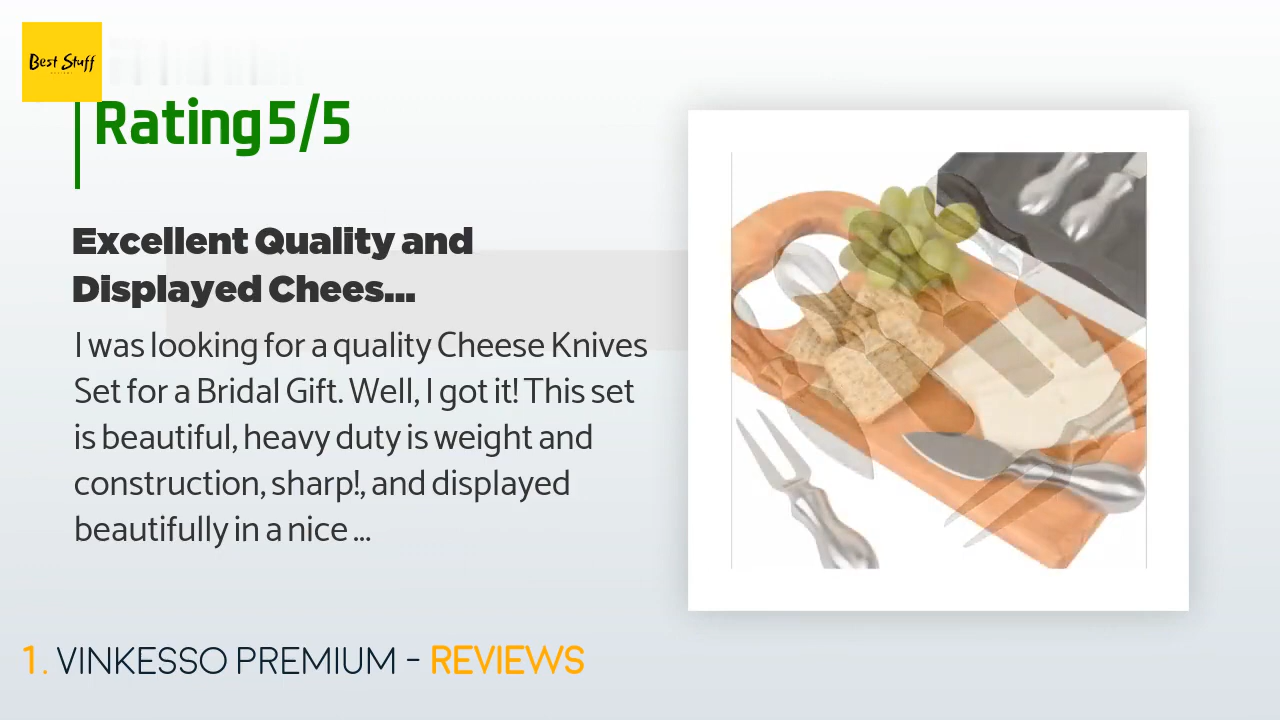 Best Stuff
Rating 5/5
Excellent Quality and
Displayed Chees...
I was looking for a quality Cheese Knives
Set for a Bridal Gift. Well, I got it! This set
is beautiful, heavy duty is weight and
construction, sharp!, and displayed
beautifully in a nice ...
1. VINKESSO PREMIUM - REVIEWS